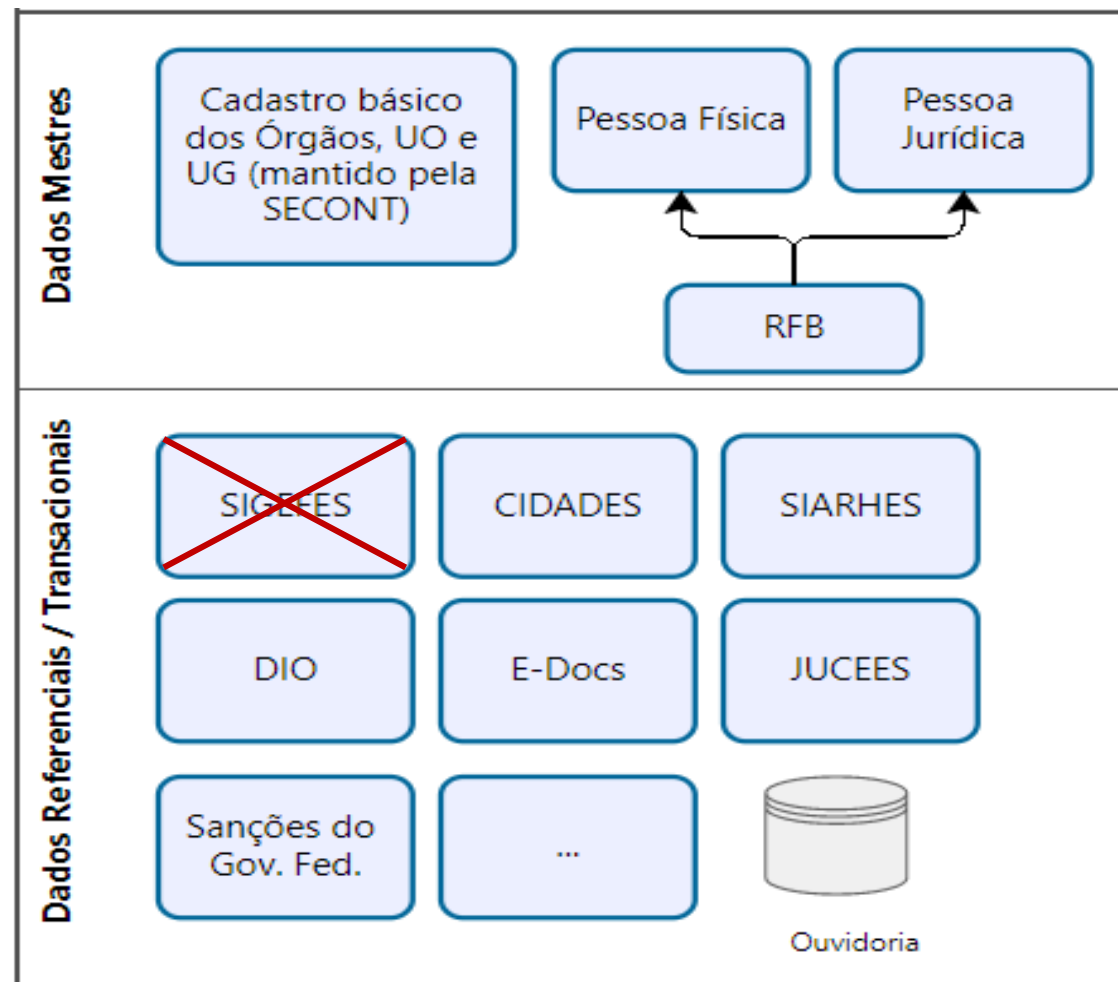 Dados Mestres
Cadastro básico
dos Órgãos, UO e
UG (mantido pela
SECONT)
Pessoa Física
Pessoa
Jurídica
RFB
Dados Referenciais / Transacionais
SIGEFES
CIDADES
SIARHES
DIO
E-Docs
JUCEES
Sanções do
Gov. Fed.
...
Ouvidoria